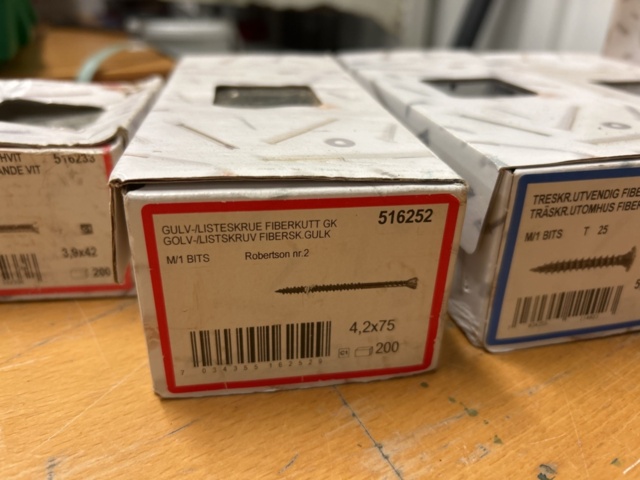 HVIT 516233
ANDE VIT
3,9x42
200
GULV-/LISTESKRUE FIBERKUTT GK 516252
GOLV-/LISTSKRUV FIBERSK.GULK
M/1 BITS Robertson nr.2
4,2x75
200
TRESKR.UTVENDIG FIBE
TRÄSKR.UTOMHUS FIBER
M/1 BITS T 25